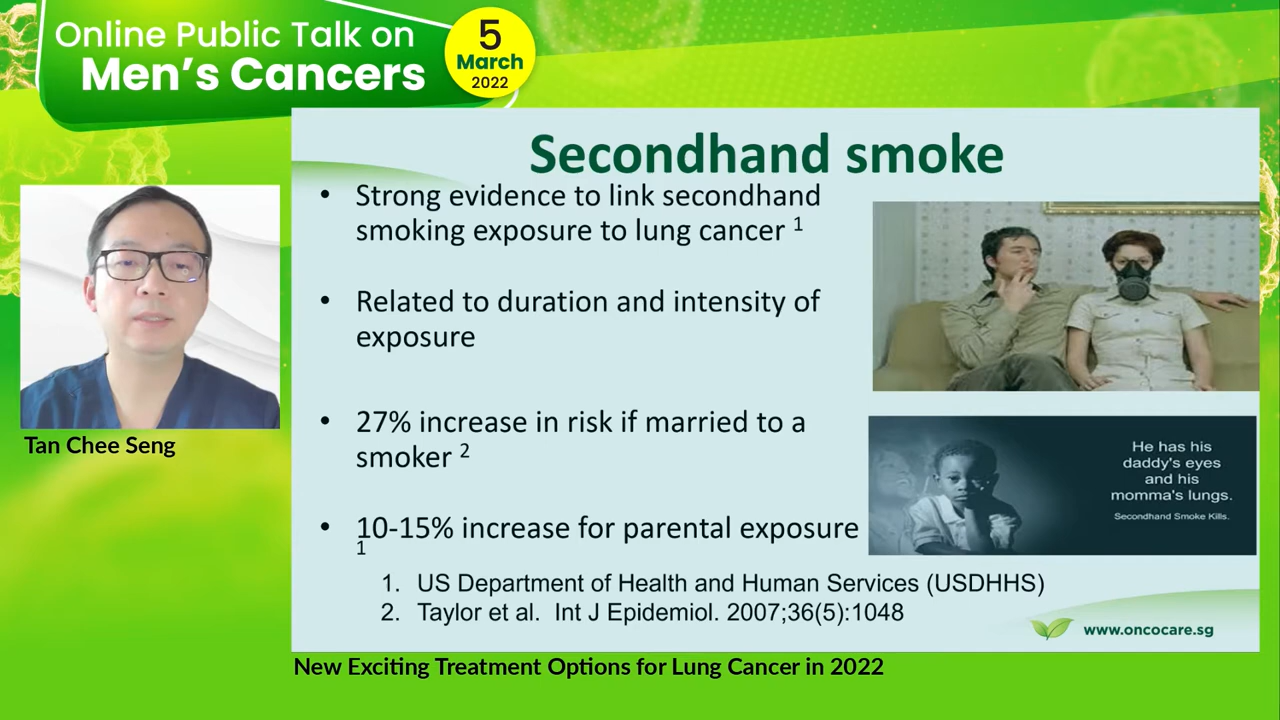 Online Public Talk on
Men's Cancers
5
March
2022
Secondhand smoke
• Strong evidence to link secondhand
smoking exposure to lung cancer 1
• Related to duration and intensity of
exposure
• 27% increase in risk if married to a
smoker 2
• 10-15% increase for parental exposure
1
He has his
daddy's eyes
and his
momma's lungs.
Secondhand Smoke Kills.
1. US Department of Health and Human Services (USDHHS)
2. Taylor et al. Int J Epidemiol. 2007;36(5):1048
www.oncocare.sg
Tan Chee Seng
New Exciting Treatment Options for Lung Cancer in 2022